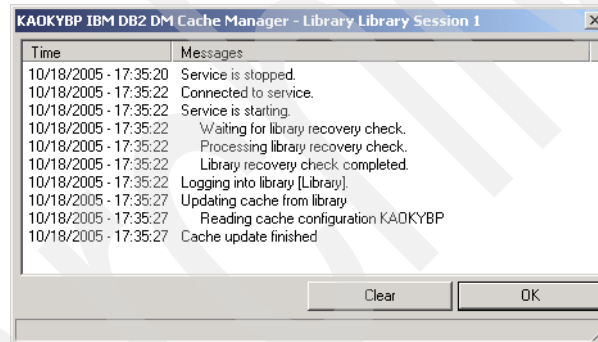 KAOKYBP IBM DB2 DM Cache Manager - Library Library Session 1
Time Messages
10/18/2005 - 17:35:20 Service is stopped.
10/18/2005 - 17:35:22 Connected to service.
10/18/2005 - 17:35:22 Service is starting.
10/18/2005 - 17:35:22 Waiting for library recovery check.
10/18/2005 - 17:35:22 Processing library recovery check.
10/18/2005 - 17:35:22 Library recovery check completed.
10/18/2005 - 17:35:22 Logging into library [Library].
10/18/2005 - 17:35:27 Updating cache from library
10/18/2005 - 17:35:27 Reading cache configuration KAOKYBP
10/18/2005 - 17:35:27 Cache update finished
Clear OK